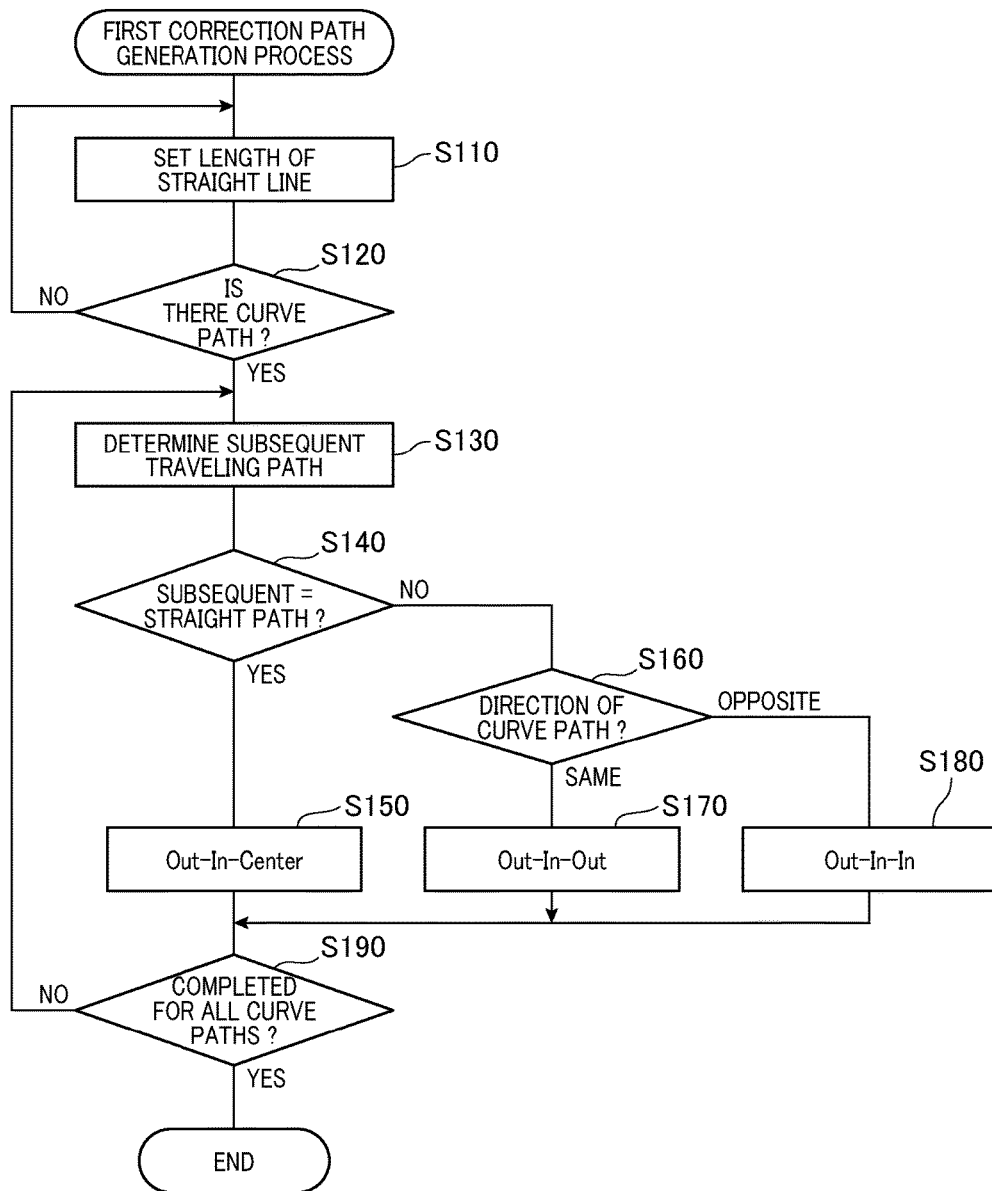 FIRST CORRECTION PATH
GENERATION PROCESS
SET LENGTH OF
STRAIGHT LINE
S110
S120
IS
THERE CURVE
PATH ?
NO
YES
DETERMINE SUBSEQUENT
TRAVELING PATH
S130
S140
SUBSEQUENT =
STRAIGHT PATH ?
NO
YES
S160
DIRECTION OF
CURVE PATH ?
OPPOSITE
SAME
S150
Out-In-Center
S170
Out-In-Out
S180
Out-In-In
S190
COMPLETED
FOR ALL CURVE
PATHS ?
NO
YES
END